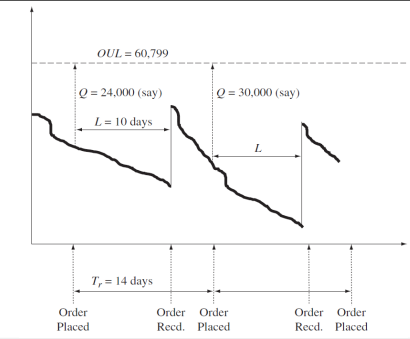 OUL = 60,799
Q = 24,000 (say)
Q = 30,000 (say)
L = 10 days
L
Tr = 14 days
Order Order Order Order Order
Placed Recd. Placed Recd. Placed